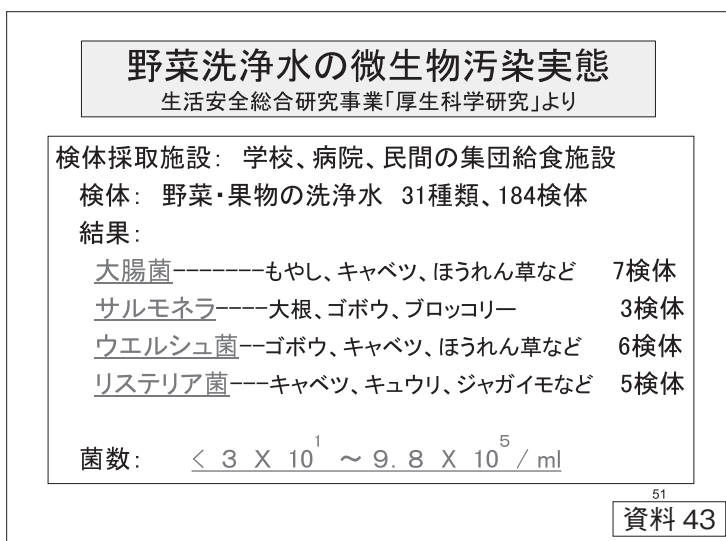 野菜洗浄水の微生物汚染実態
生活安全総合研究事業「厚生科学研究」より
検体採取施設： 学校、病院、民間の集団給食施設
検体： 野菜・果物の洗浄水 31種類、184検体
結果：
大腸菌-------もやし、キャベツ、ほうれん草など 7検体
サルモネラ----大根、ゴボウ、ブロッコリー 3検体
ウエルシュ菌--ゴボウ、キャベツ、ほうれん草など 6検体
リステリア菌---キャベツ、キュウリ、ジャガイモなど 5検体
菌数： < 3 X 10¹ ～ 9. 8 X 10⁵ / ml
51
資料 43